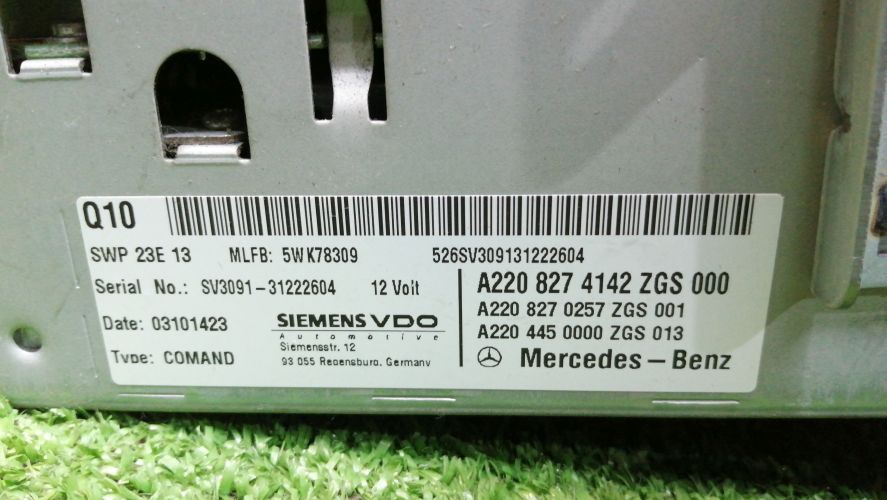 Q10
SWP 23E 13 MLFB: 5WK78309 526SV309131222604
Serial No.: SV3091-31222604 12 Volt
Date: 03101423
SIEMENS VDO
Automotive
Siemensstr. 12
93 055 Regensburg, Germany
Type: COMAND
A220 827 4142 ZGS 000
A220 827 0257 ZGS 001
A220 445 0000 ZGS 013
Mercedes-Benz